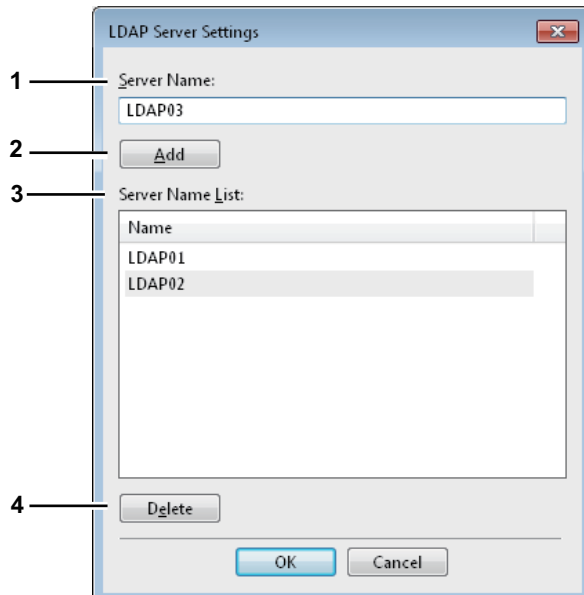 LDAP Server Settings
1
Server Name:
LDAP03
2
Add
3
Server Name List:
Name
LDAP01
LDAP02
4
Delete
OK Cancel